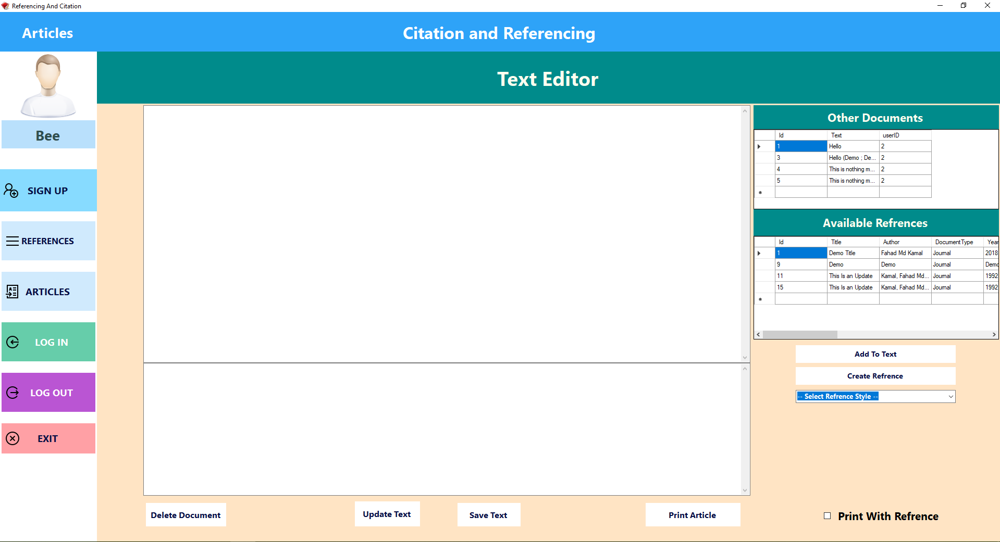 Referencing And Citation
Articles
Citation and Referencing
Text Editor
Bee
SIGN UP
REFERENCES
ARTICLES
LOG IN
LOG OUT
EXIT
Other Documents
Id Text userID
1 Hello 2
3 Hello (Demo ; De... 2
4 This is nothing m... 2
5 This is nothing m... 2
Available Refrences
Id Title Author DocumentType Year
1 Demo Title Fahad Md Kamal Journal 2018
9 Demo Demo Journal Demo
11 This Is an Update Kamal, Fahad Md... Journal 1992
15 This Is an Update Kamal, Fahad Md... Journal 1992
Add To Text
Create Refrence
-- Select Refrence Style --
Delete Document
Update Text
Save Text
Print Article
Print With Refrence